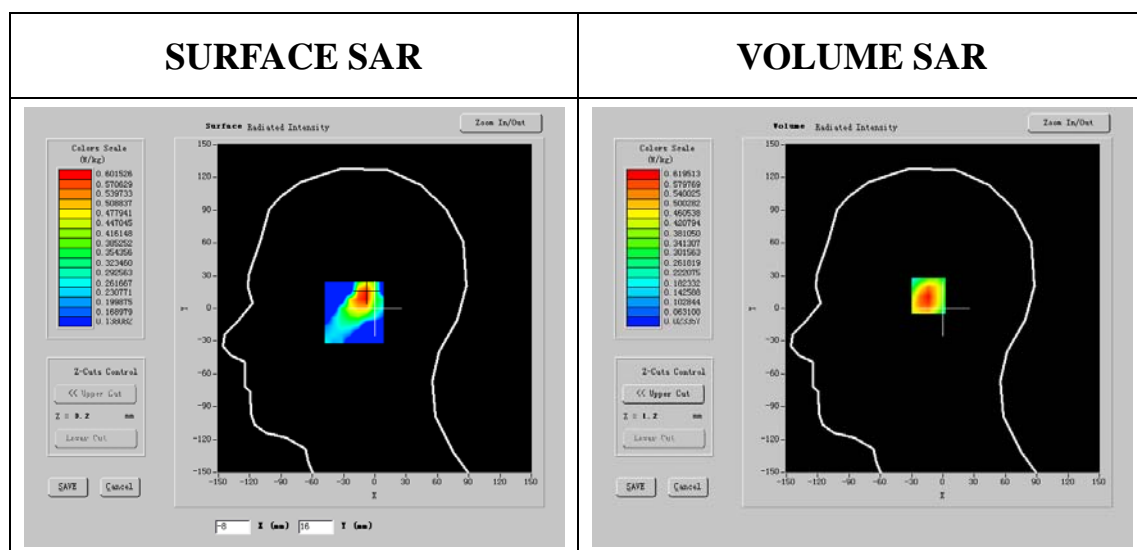 SURFACE SAR
VOLUME SAR
Surface Radiated Intensity
Zoom In/Out
Colors Scale
(W/kg)
0.601526
0.570629
0.539733
0.508837
0.477941
0.447045
0.416148
0.385252
0.354356
0.323460
0.292563
0.261667
0.230771
0.199875
0.168979
0.138082
150
120
90
60
30
0
-30
-60
-90
-120
-150
Y
-150 -120 -90 -60 -30 0 30 60 90 120 150
X
Z-Cuts Control
<< Upper Cut
Lower Cut
SAVE
Cancel
-8 X (mm) 16 Y (mm)
Volume Radiated Intensity
Zoom In/Out
Colors Scale
(W/kg)
0.619513
0.579769
0.540025
0.500282
0.460538
0.420794
0.381050
0.341307
0.301563
0.261819
0.222075
0.182332
0.142588
0.102844
0.063100
0.023357
150
120
90
60
30
0
-30
-60
-90
-120
-150
Y
-150 -120 -90 -60 -30 0 30 60 90 120 150
X
Z-Cuts Control
<< Upper Cut
Z = 1.2 mm
Lower Cut
SAVE
Cancel